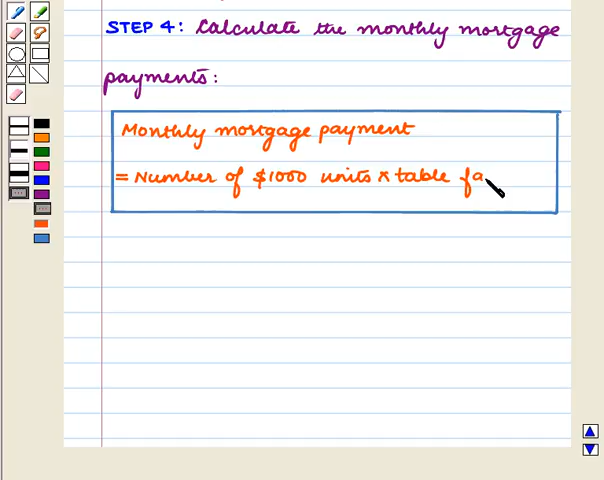 STEP 4: Calculate the monthly mortgage
payments:
Monthly mortgage payment
= Number of $1000 units × table fa